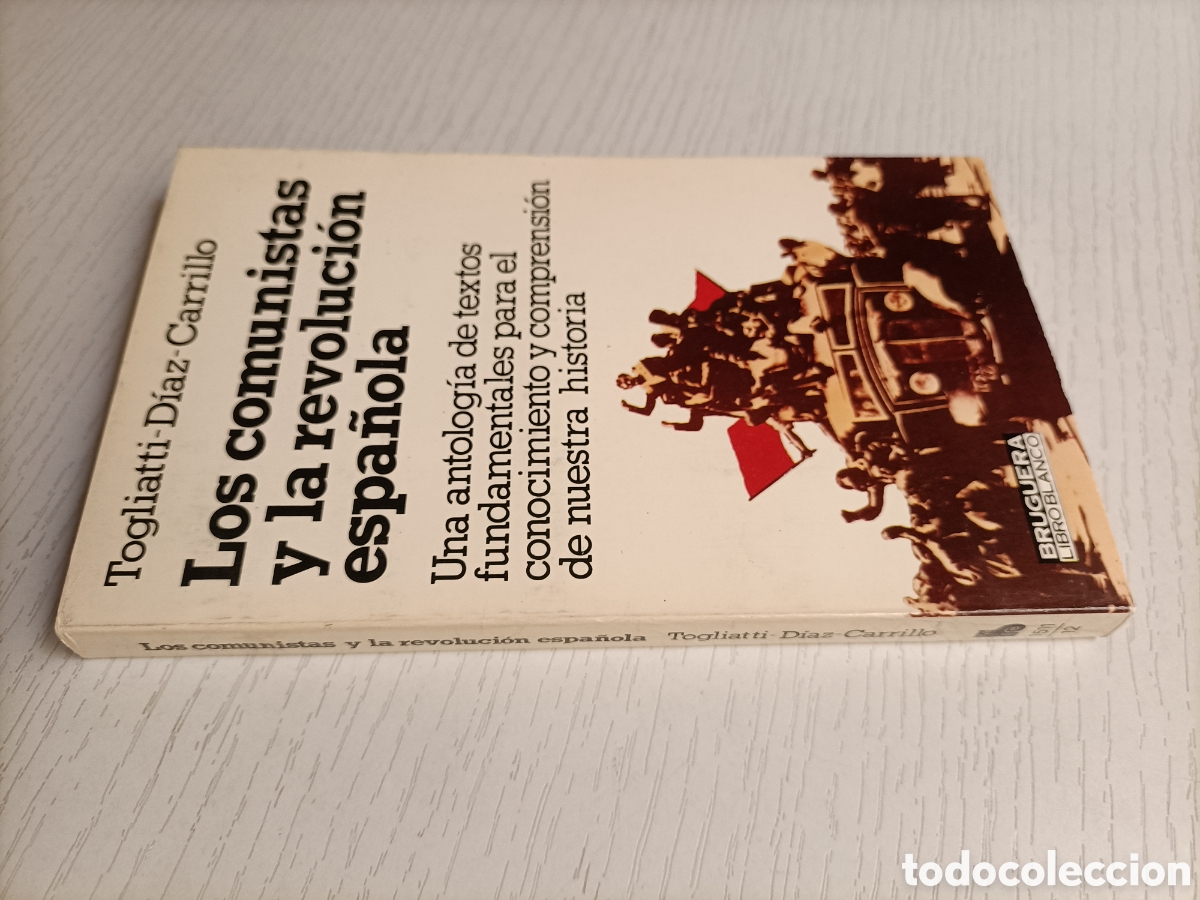 Togliatti-Díaz-Carrillo
Los comunistas
y la revolución
española
Una antología de textos
fundamentales para el
conocimiento y comprensión
de nuestra historia
BRUGUERA
LIBRO BLANCO
Los comunistas y la revolución española Togliatti-Díaz-Carrillo
todocoleccion